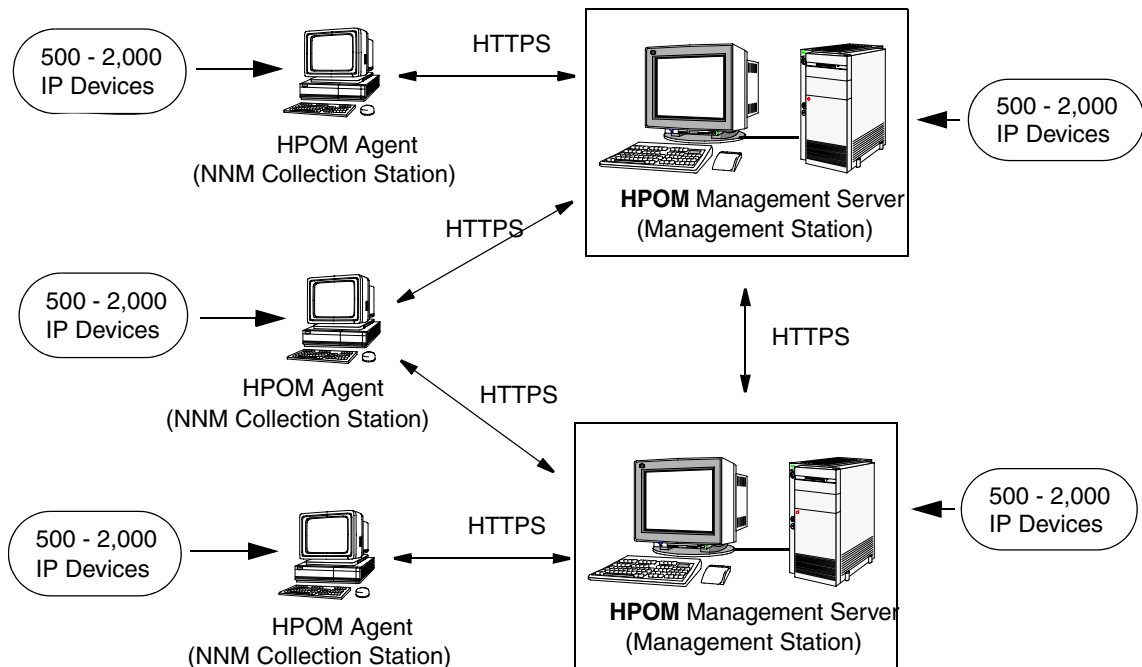 500 - 2,000
IP Devices
HTTPS
HPOM Agent
(NNM Collection Station)
500 - 2,000
IP Devices
HPOM Management Server
(Management Station)
HTTPS
500 - 2,000
IP Devices
HPOM Agent
(NNM Collection Station)
HTTPS
HTTPS
500 - 2,000
IP Devices
HTTPS
HPOM Agent
(NNM Collection Station)
500 - 2,000
IP Devices
HPOM Management Server
(Management Station)